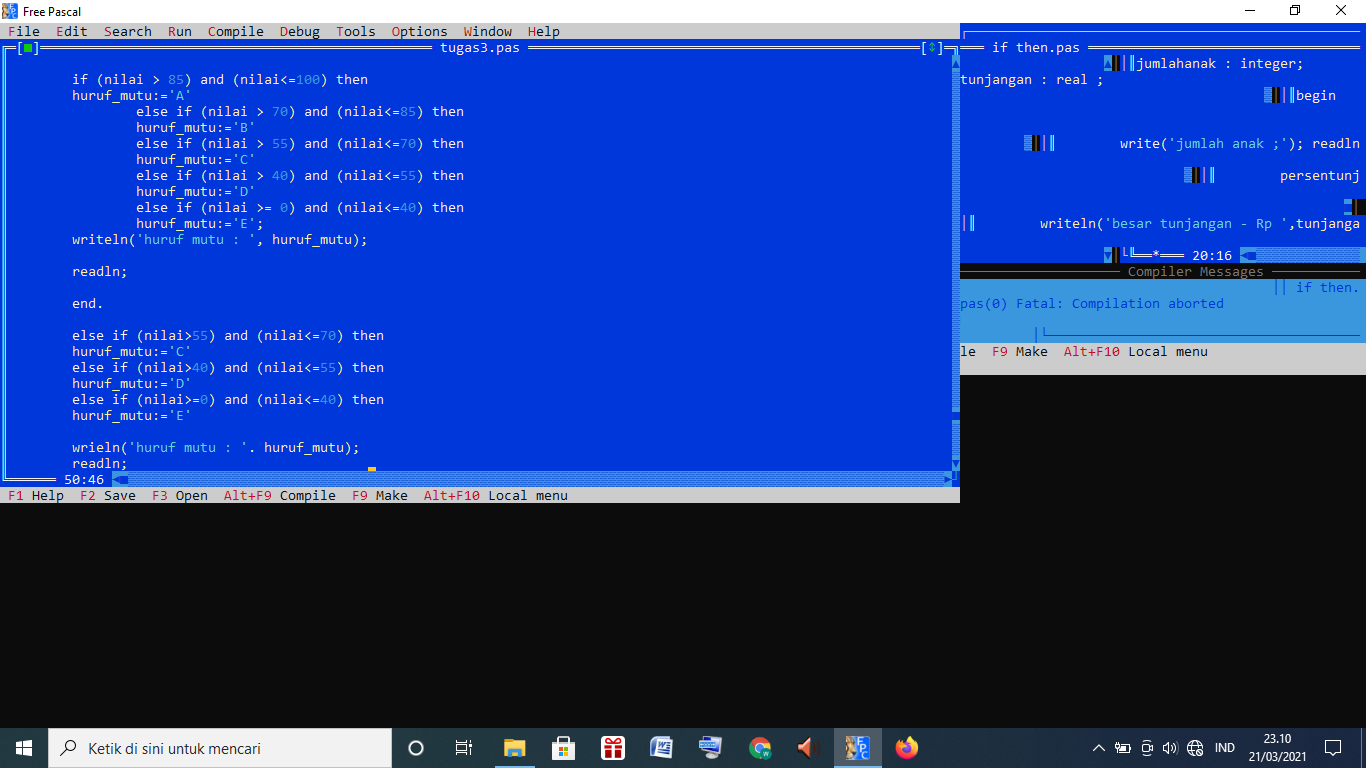 Free Pascal
File Edit Search Run Compile Debug Tools Options Window Help
[■] tugas3.pas [↕]
if (nilai > 85) and (nilai<=100) then
huruf_mutu:='A'
else if (nilai > 70) and (nilai<=85) then
huruf_mutu:='B'
else if (nilai > 55) and (nilai<=70) then
huruf_mutu:='C'
else if (nilai > 40) and (nilai<=55) then
huruf_mutu:='D'
else if (nilai >= 0) and (nilai<=40) then
huruf_mutu:='E';
writeln('huruf mutu : ', huruf_mutu);
readln;
end.
else if (nilai>55) and (nilai<=70) then
huruf_mutu:='C'
else if (nilai>40) and (nilai<=55) then
huruf_mutu:='D'
else if (nilai>=0) and (nilai<=40) then
huruf_mutu:='E'
wrieln('huruf mutu : '. huruf_mutu);
readln;
50:46
F1 Help F2 Save F3 Open Alt+F9 Compile F9 Make Alt+F10 Local menu
if then.pas
jumlahanak : integer;
tunjangan : real ;
begin
write('jumlah anak ;'); readln
persentunj
writeln('besar tunjangan - Rp ',tunjanga
* 20:16
Compiler Messages
if then.
pas(0) Fatal: Compilation aborted
le F9 Make Alt+F10 Local menu
Ketik di sini untuk mencari
IND
23.10
21/03/2021